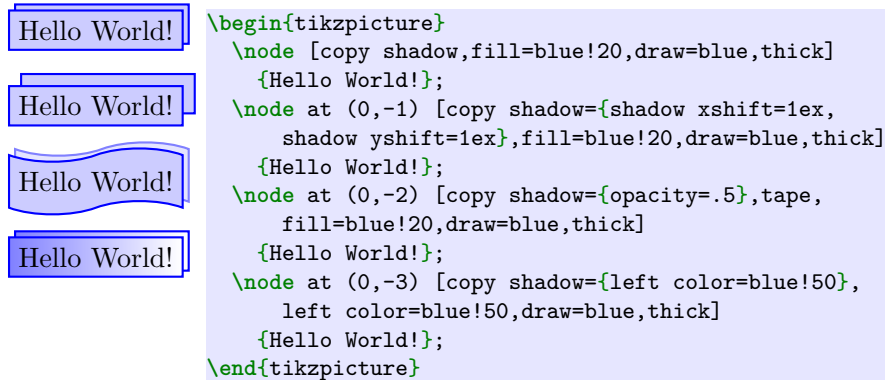 Hello World!
Hello World!
Hello World!
Hello World!
\begin{tikzpicture}
  \node [copy shadow,fill=blue!20,draw=blue,thick]
    {Hello World!};
  \node at (0,-1) [copy shadow={shadow xshift=1ex,
      shadow yshift=1ex},fill=blue!20,draw=blue,thick]
    {Hello World!};
  \node at (0,-2) [copy shadow={opacity=.5},tape,
      fill=blue!20,draw=blue,thick]
    {Hello World!};
  \node at (0,-3) [copy shadow={left color=blue!50},
      left color=blue!50,draw=blue,thick]
    {Hello World!};
\end{tikzpicture}